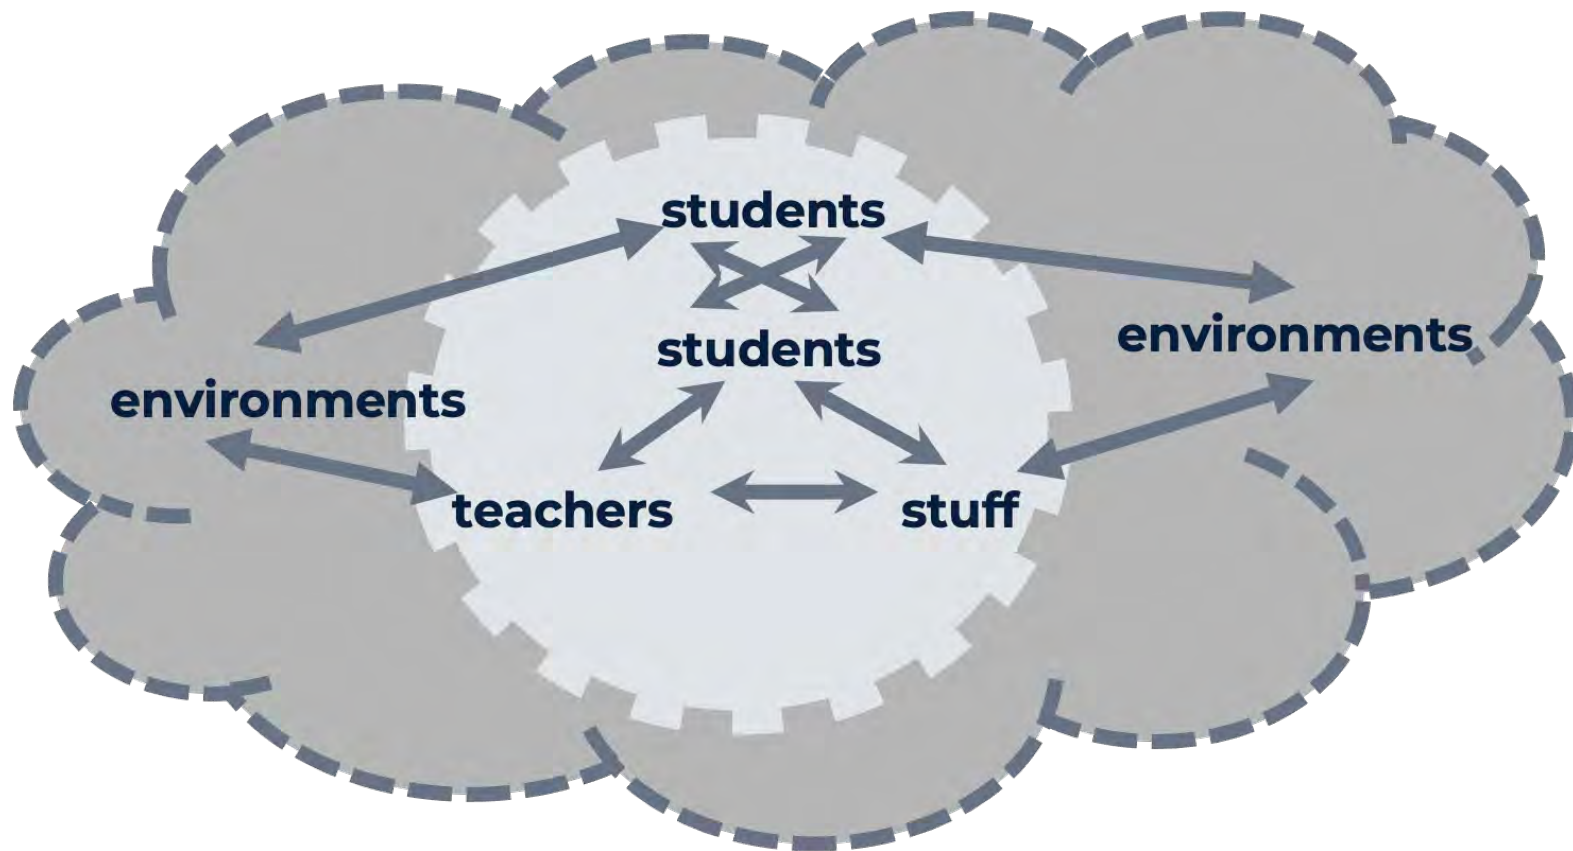 students
students
environments
environments
teachers
stuff